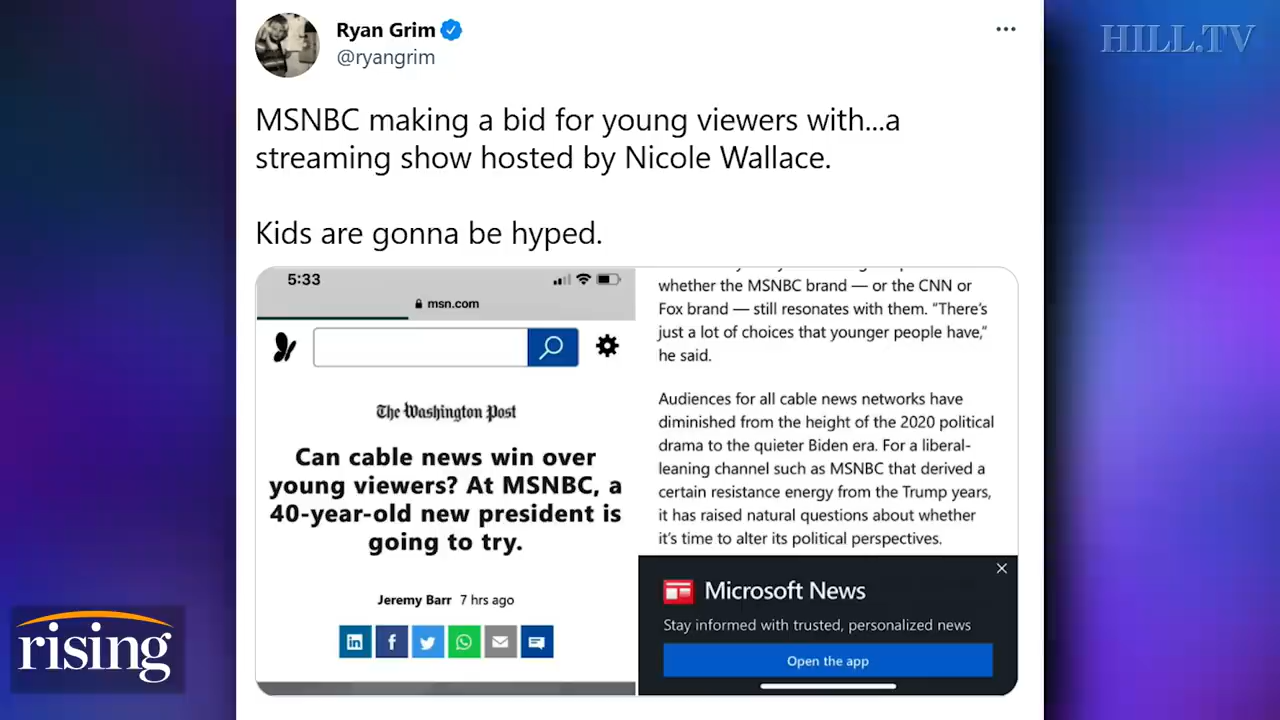 Ryan Grim
@ryangrim
HILL.TV
MSNBC making a bid for young viewers with...a
streaming show hosted by Nicole Wallace.
Kids are gonna be hyped.
5:33
msn.com
The Washington Post
Can cable news win over
young viewers? At MSNBC, a
40-year-old new president is
going to try.
Jeremy Barr 7 hrs ago
whether the MSNBC brand — or the CNN or
Fox brand — still resonates with them. “There’s
just a lot of choices that younger people have,”
he said.
Audiences for all cable news networks have
diminished from the height of the 2020 political
drama to the quieter Biden era. For a liberal-
leaning channel such as MSNBC that derived a
certain resistance energy from the Trump years,
it has raised natural questions about whether
it’s time to alter its political perspectives.
Microsoft News
Stay informed with trusted, personalized news
Open the app
rising